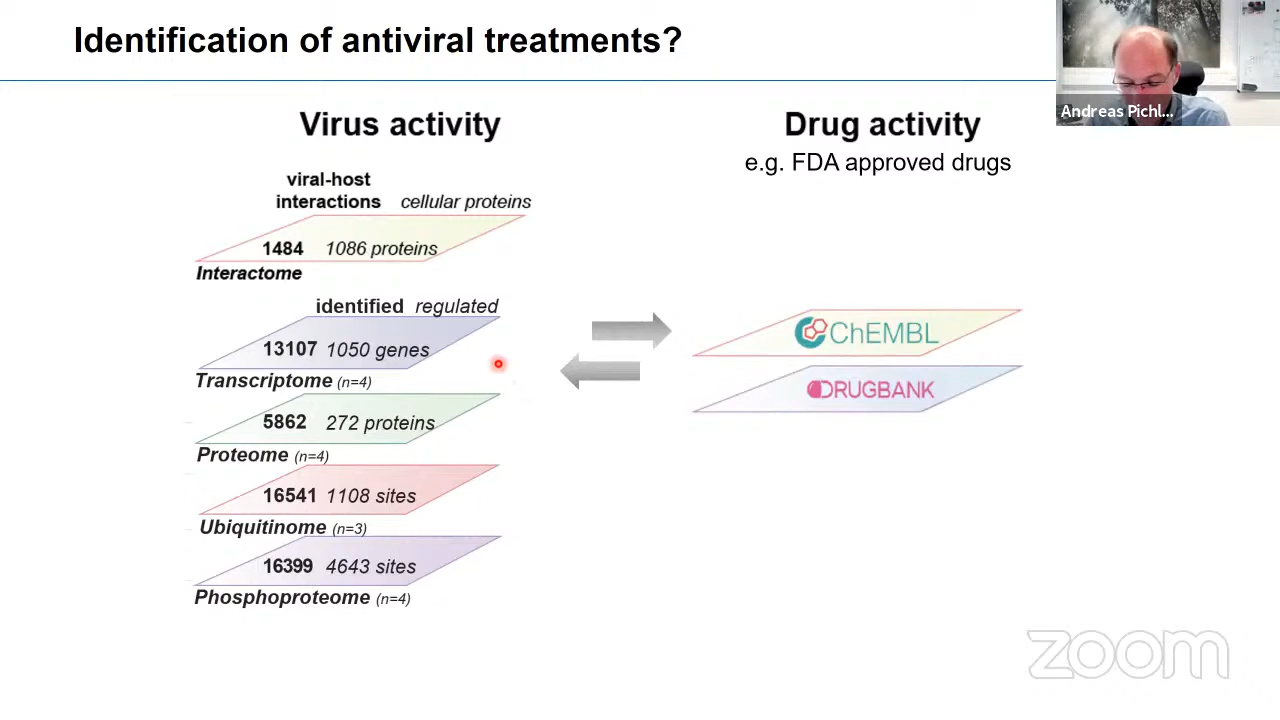 Identification of antiviral treatments?
Andreas Pichl...
Virus activity
viral-host
interactions cellular proteins
1484 1086 proteins
Interactome
identified regulated
13107 1050 genes
Transcriptome (n=4)
5862 272 proteins
Proteome (n=4)
16541 1108 sites
Ubiquitinome (n=3)
16399 4643 sites
Phosphoproteome (n=4)
Drug activity
e.g. FDA approved drugs
ChEMBL
DRUGBANK
zoom